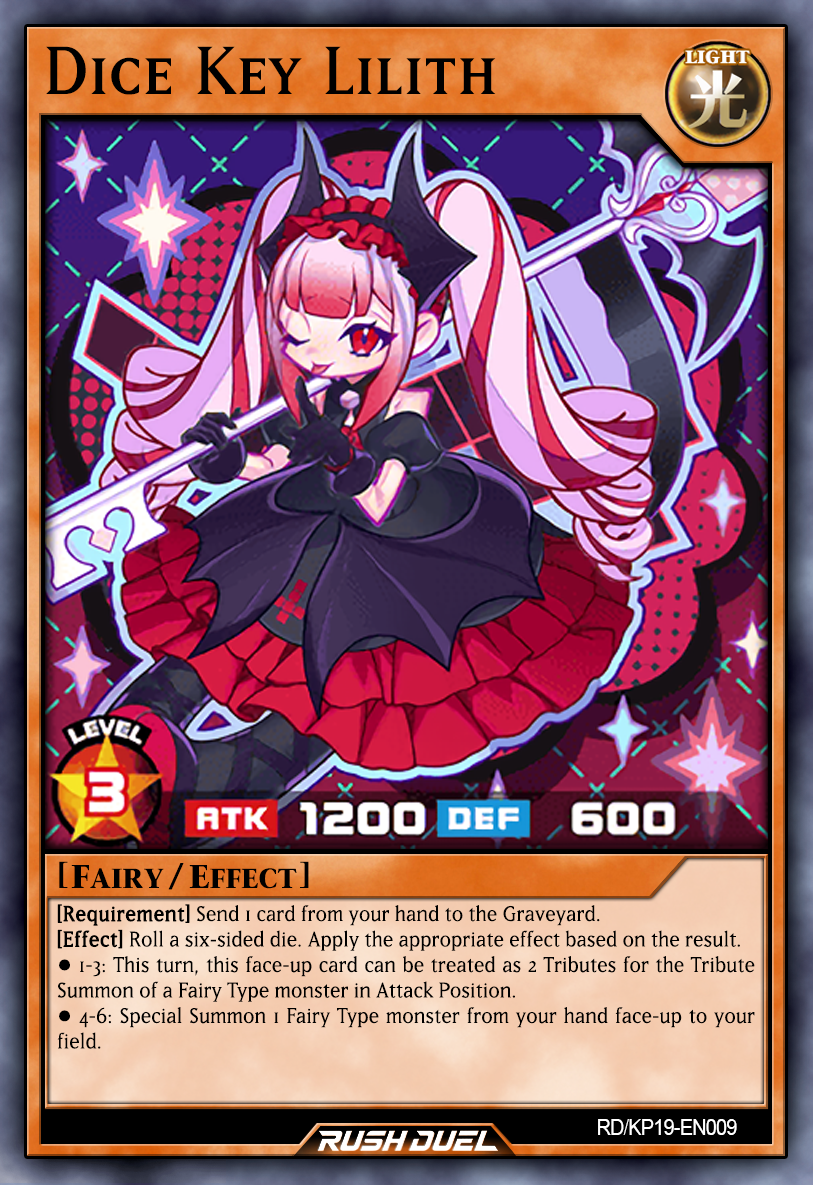 Dice Key Lilith
LIGHT
光
LEVEL
3
ATK 1200 DEF 600
[Fairy / Effect]
[Requirement] Send 1 card from your hand to the Graveyard.
[Effect] Roll a six-sided die. Apply the appropriate effect based on the result.
● 1-3: This turn, this face-up card can be treated as 2 Tributes for the Tribute
Summon of a Fairy Type monster in Attack Position.
● 4-6: Special Summon 1 Fairy Type monster from your hand face-up to your
field.
RD/KP19-EN009
RUSH DUEL